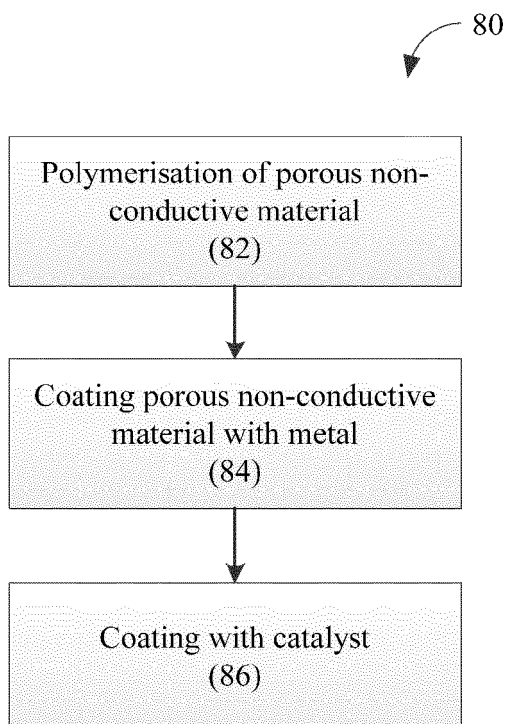 80
Polymerisation of porous non-
conductive material
(82)
Coating porous non-conductive
material with metal
(84)
Coating with catalyst
(86)